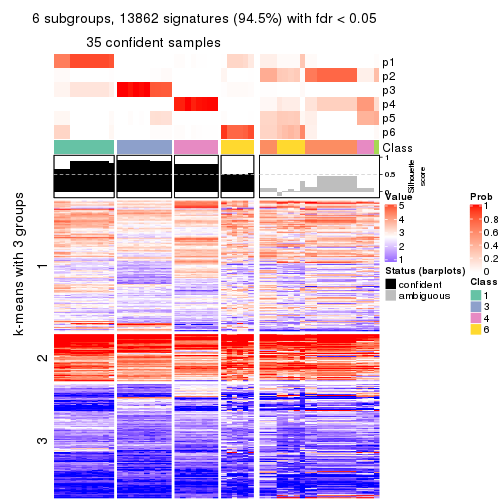 6 subgroups, 13862 signatures (94.5%) with fdr < 0.05
35 confident samples
p1
p2
p3
p4
p5
p6
Class
1
0.5
0
Silhouette
score
k-means with 3 groups
1
2
3
Value
5
4
3
2
1
Status (barplots)
confident
ambiguous
Prob
1
0.8
0.6
0.4
0.2
0
Class
1
3
4
6